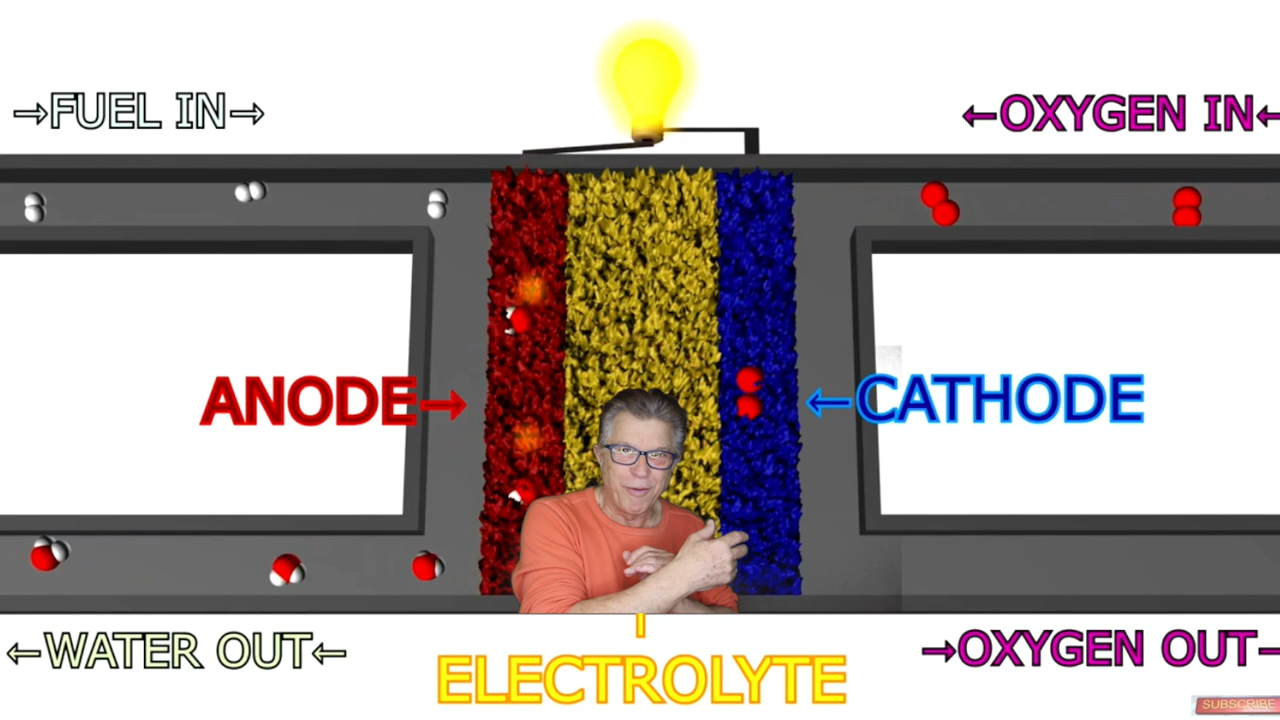 →FUEL IN→
←OXYGEN IN←
ANODE→
←CATHODE
←WATER OUT←
→OXYGEN OUT→
ELECTROLYTE
SUBSCRIBE